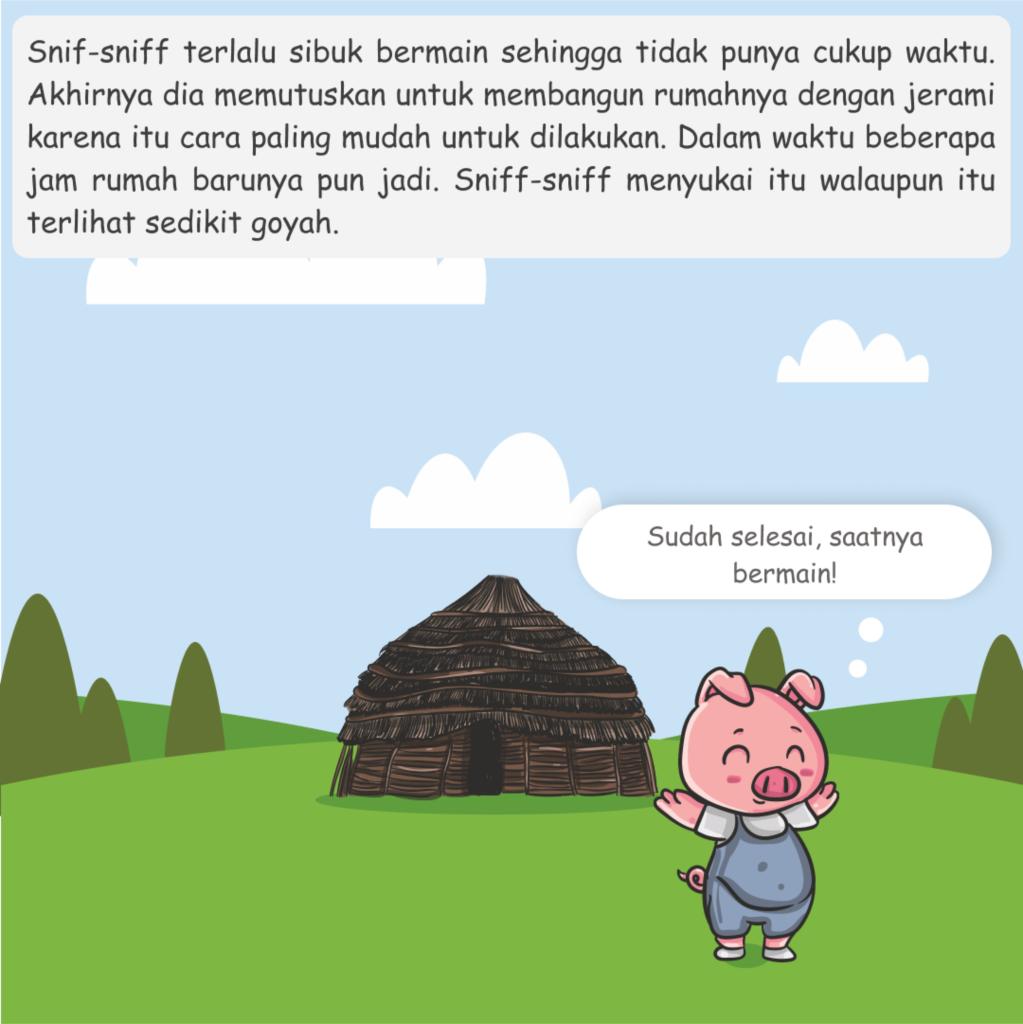 Snif-sniff terlalu sibuk bermain sehingga tidak punya cukup waktu.
Akhirnya dia memutuskan untuk membangun rumahnya dengan jerami
karena itu cara paling mudah untuk dilakukan. Dalam waktu beberapa
jam rumah barunya pun jadi. Sniff-sniff menyukai itu walaupun itu
terlihat sedikit goyah.
Sudah selesai, saatnya
bermain!